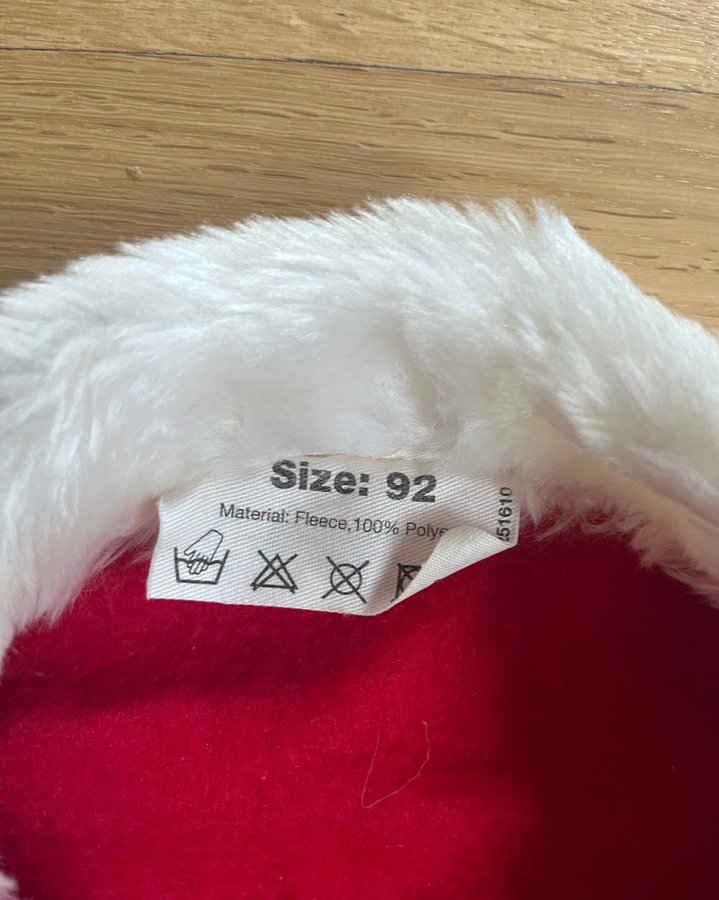 Size: 92
Material: Fleece,100% Polye
51610